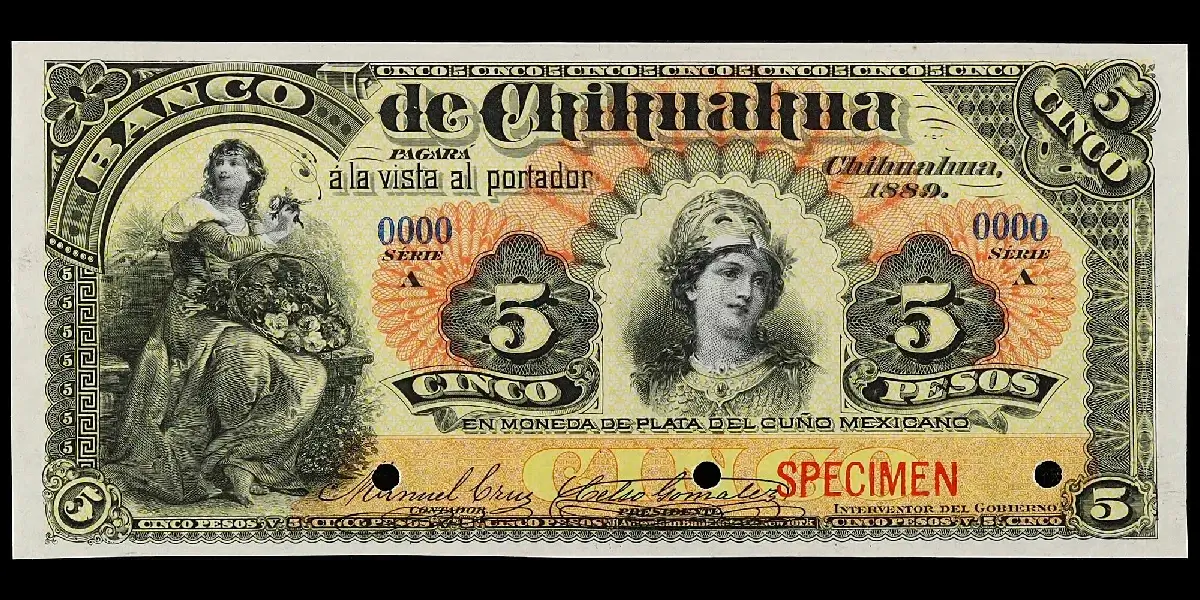 CINCO 5 CINCO 5 CINCO 5 CINCO 5 CINCO 5 CINCO 5 CINCO
BANCO de Chihuahua
5
CINCO
PAGARÁ
á la vista al portador
Chihuahua,
1889.
0000
SERIE
A
0000
SERIE
A
5
5
CINCO
PESOS
EN MONEDA DE PLATA DEL CUÑO MEXICANO
CINCO
SPECIMEN
Manuel Cruz
CONTADOR
Celso Gonzalez
PRESIDENTE
INTERVENTOR DEL GOBIERNO
5
5
CINCO PESOS
CINCO